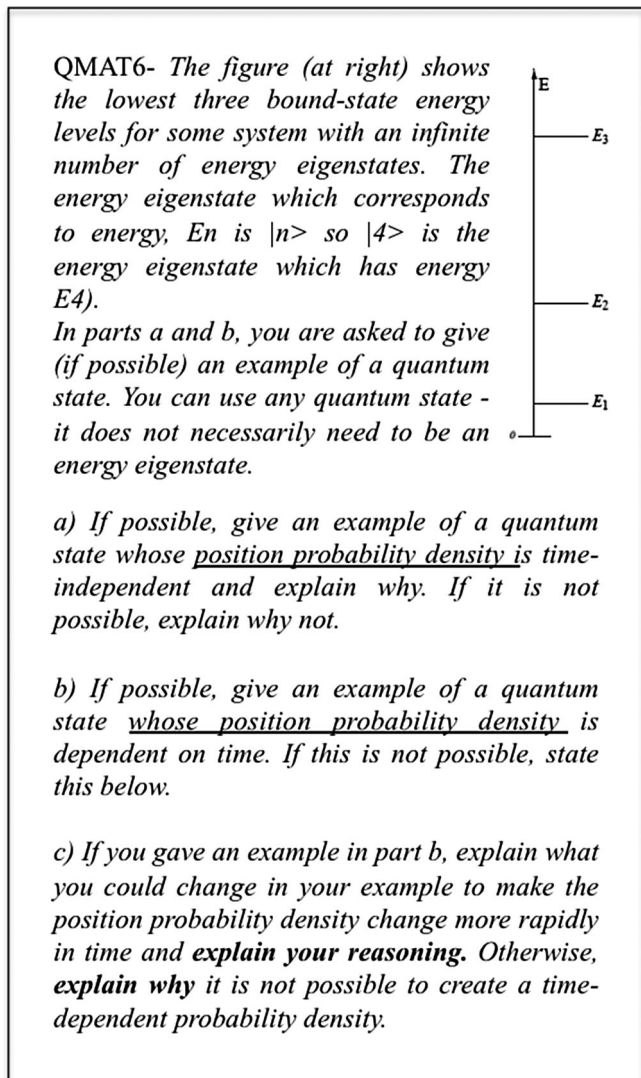 QMAT6- The figure (at right) shows
the lowest three bound-state energy
levels for some system with an infinite
number of energy eigenstates. The
energy eigenstate which corresponds
to energy, En is |n> so |4> is the
energy eigenstate which has energy
E4).
In parts a and b, you are asked to give
(if possible) an example of a quantum
state. You can use any quantum state -
it does not necessarily need to be an
energy eigenstate.
E
E3
E2
E1
0
a) If possible, give an example of a quantum
state whose position probability density is time-
independent and explain why. If it is not
possible, explain why not.
b) If possible, give an example of a quantum
state whose position probability density is
dependent on time. If this is not possible, state
this below.
c) If you gave an example in part b, explain what
you could change in your example to make the
position probability density change more rapidly
in time and explain your reasoning. Otherwise,
explain why it is not possible to create a time-
dependent probability density.